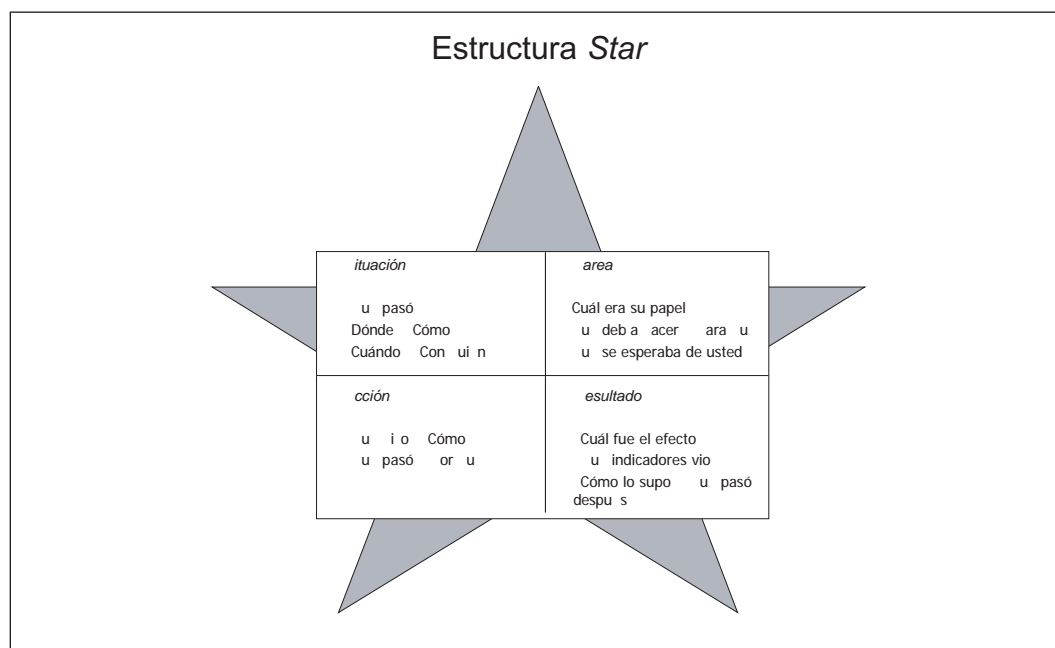 Estructura Star
ituación
u pasó
Dónde Cómo
Cuándo Con ui n
area
Cuál era su papel
u deb a acer ara u
u se esperaba de usted
cción
u i o Cómo
u pasó or u
esultado
Cuál fue el efecto
u indicadores vio
Cómo lo supo u pasó
despu s